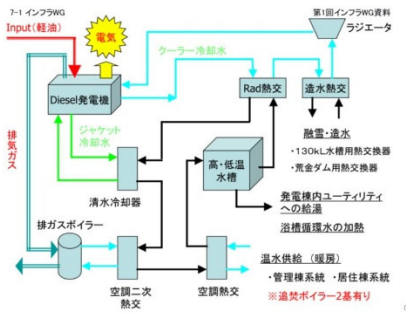 7-1 インフラWG
第1回インフラWG資料
Input(軽油)
電気
ラジエータ
クーラー冷却水
Diesel発電機
Rad熱交
造水熱交
ジャケット
冷却水
融雪・造水
・130kL水槽用熱交換器
・荒金ダム用熱交換器
排気ガス
高・低温
水槽
清水冷却器
発電棟内ユーティリティ
への給湯
浴槽循環水の加熱
排ガスボイラー
温水供給 (暖房)
・管理棟系統 ・居住棟系統
※追焚ボイラー2基有り
空調二次
熱交
空調熱交